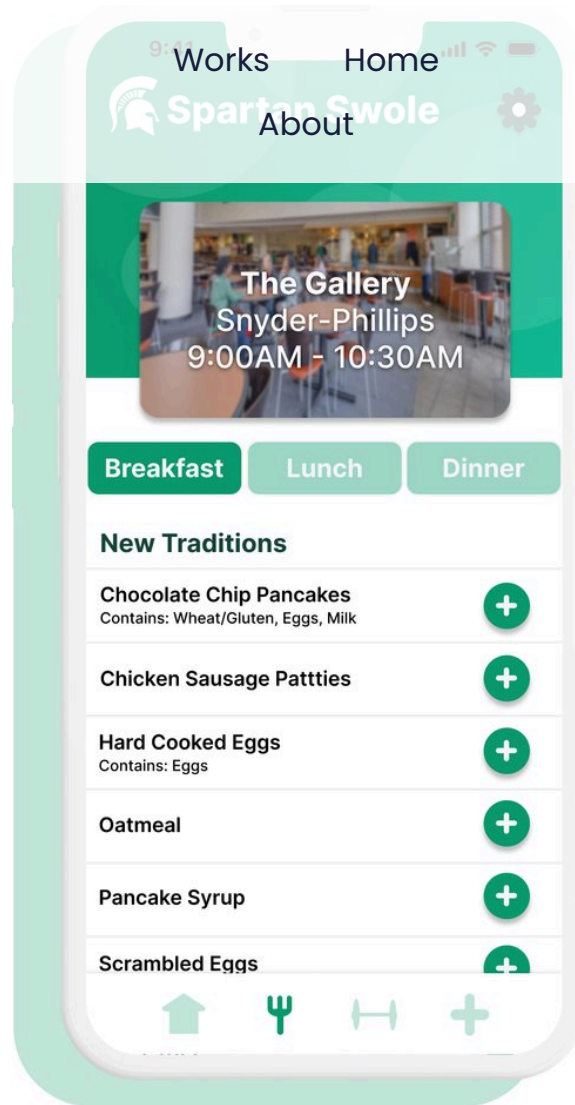 9:41
Works Home
Spartan Swole
About
The Gallery
Snyder-Phillips
9:00AM - 10:30AM
Breakfast Lunch Dinner
New Traditions
Chocolate Chip Pancakes
Contains: Wheat/Gluten, Eggs, Milk
Chicken Sausage Pattties
Hard Cooked Eggs
Contains: Eggs
Oatmeal
Pancake Syrup
Scrambled Eggs